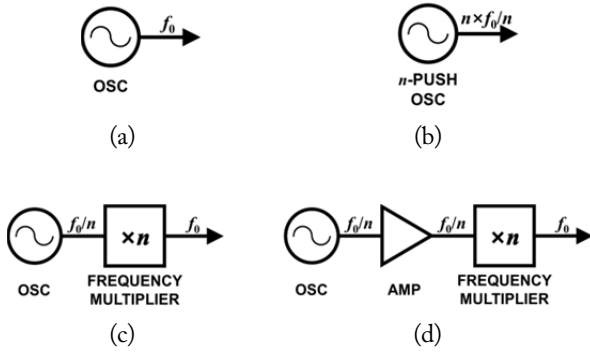 f₀
OSC
(a)
n×f₀/n
n-PUSH
OSC
(b)
f₀/n
×n
f₀
OSC
FREQUENCY
MULTIPLIER
(c)
f₀/n
f₀/n
×n
f₀
OSC
AMP
FREQUENCY
MULTIPLIER
(d)